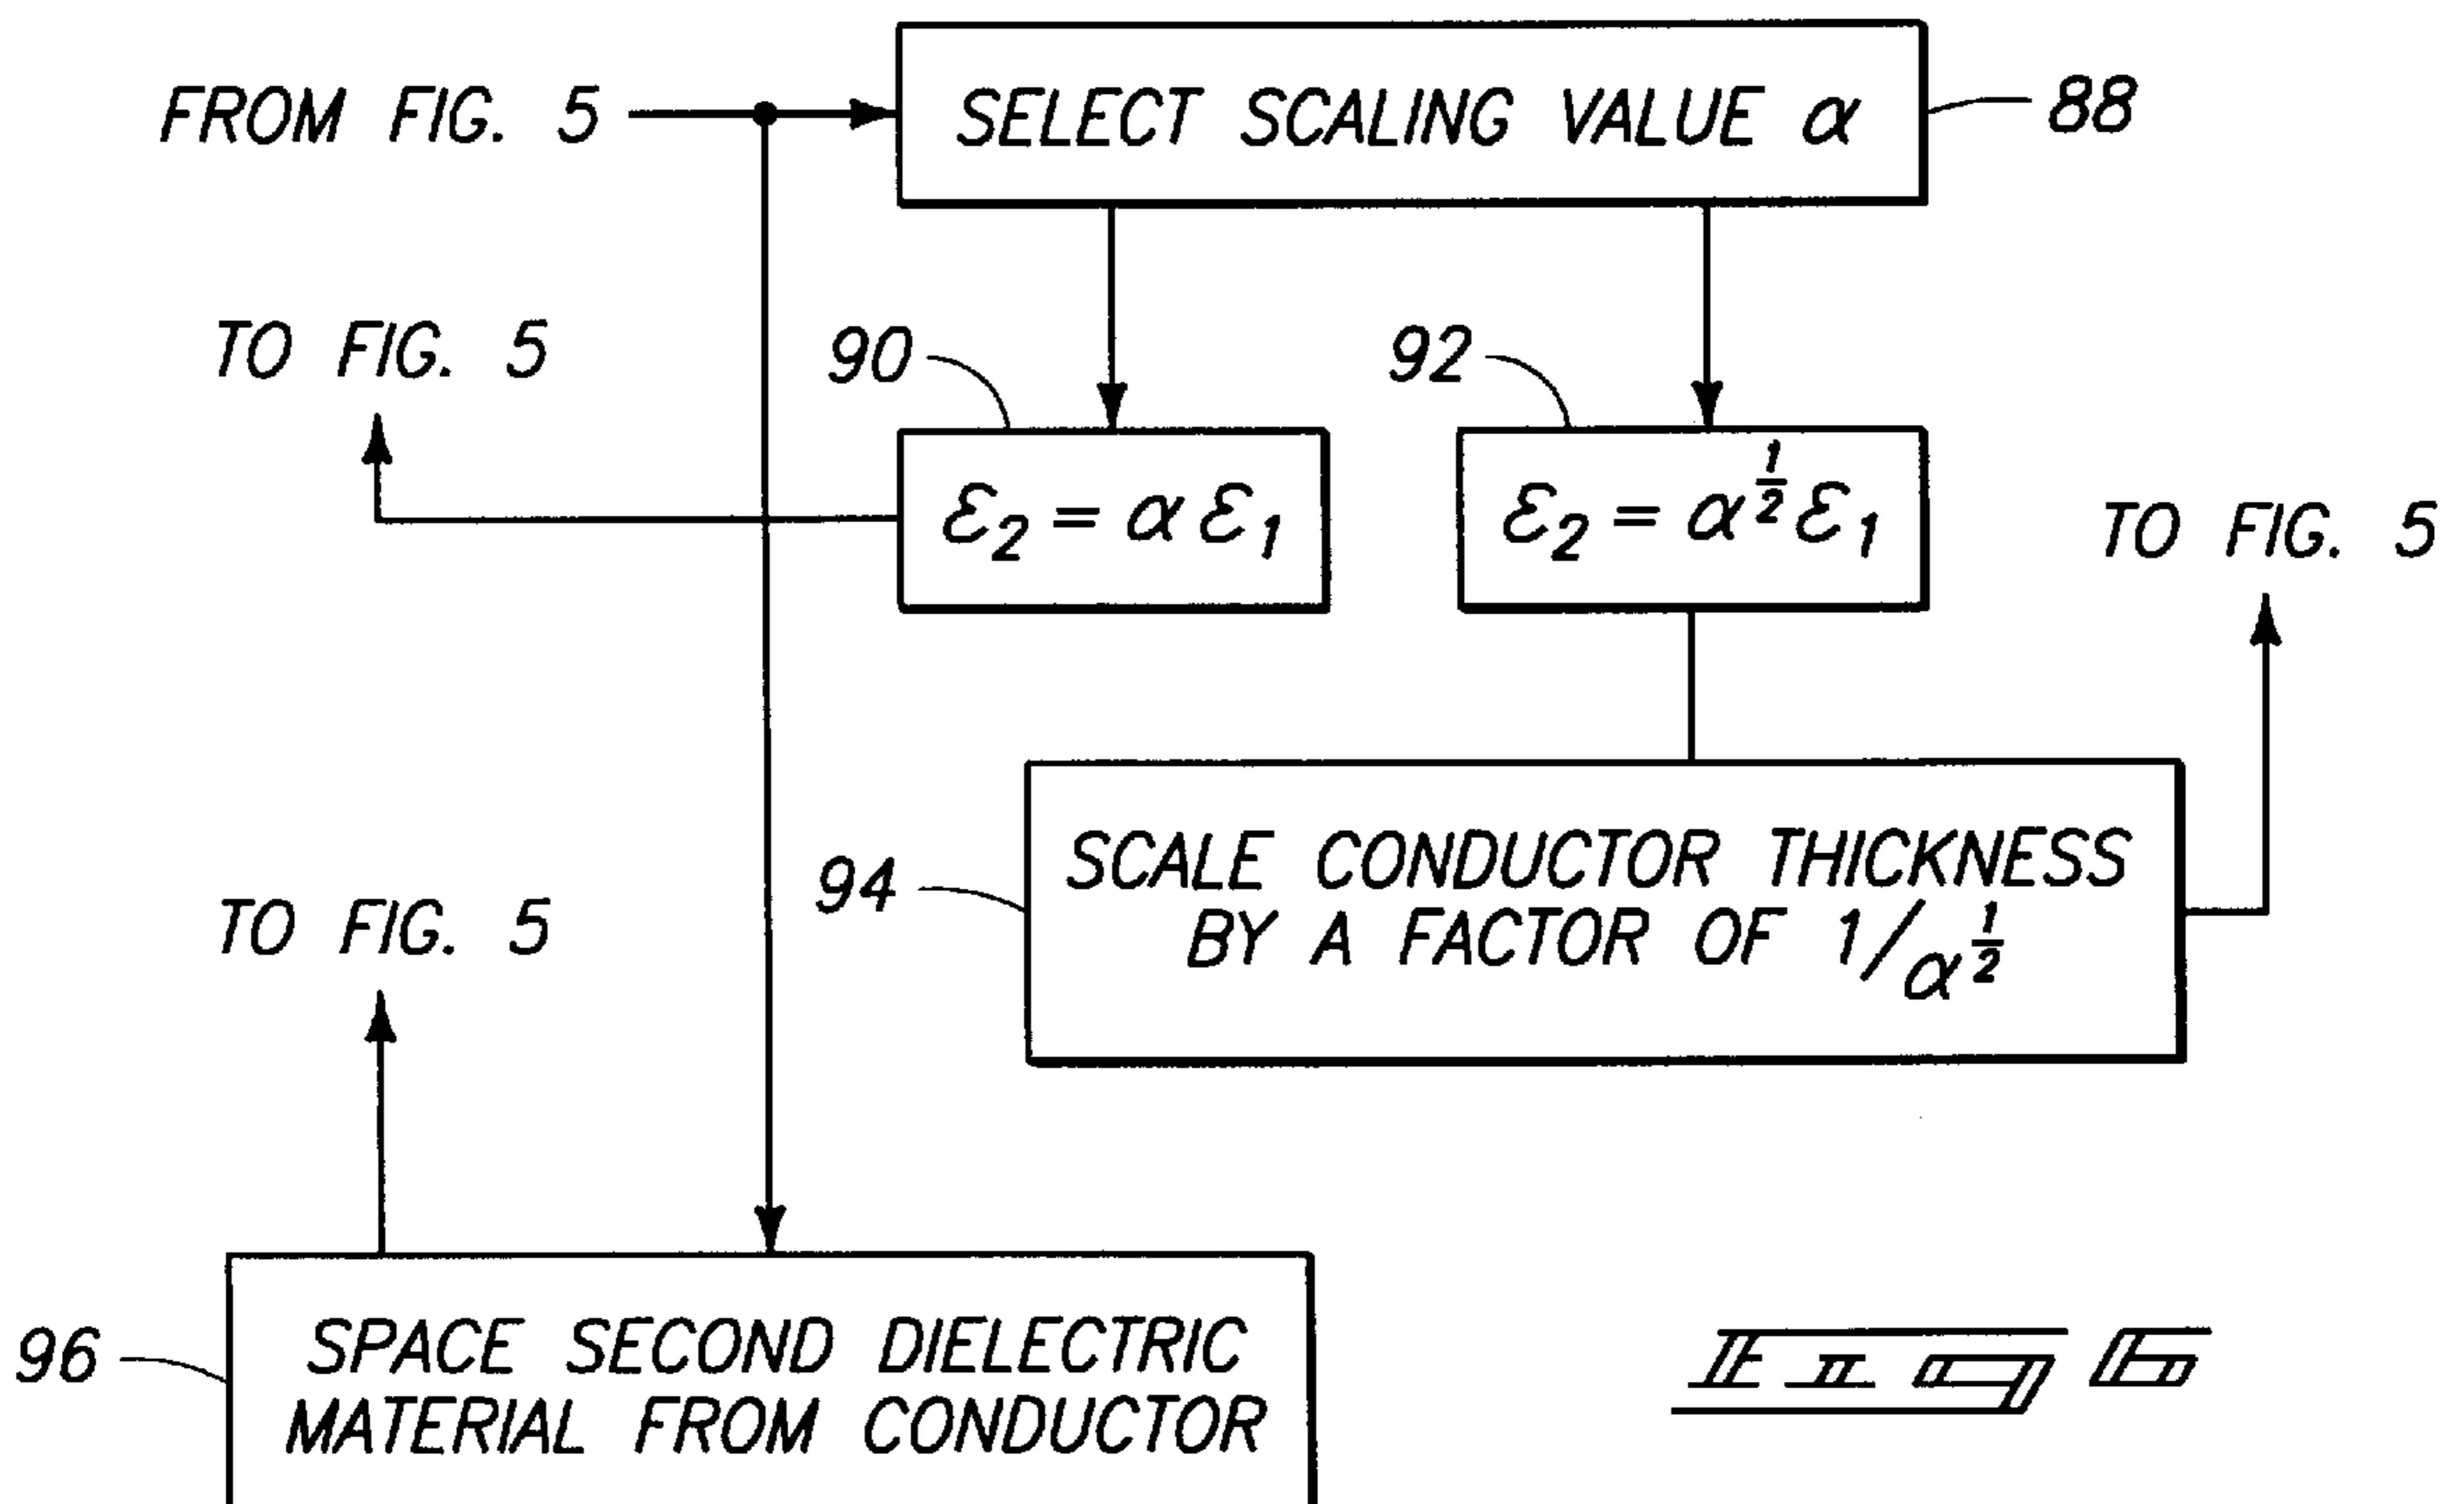 FROM FIG. 5
SELECT SCALING VALUE α
88
TO FIG. 5
90
92
ε₂ = α ε₁
ε₂ = α^½ ε₁
TO FIG. 5
94
SCALE CONDUCTOR THICKNESS
BY A FACTOR OF 1/α^½
TO FIG. 5
96
SPACE SECOND DIELECTRIC
MATERIAL FROM CONDUCTOR
Fig 6